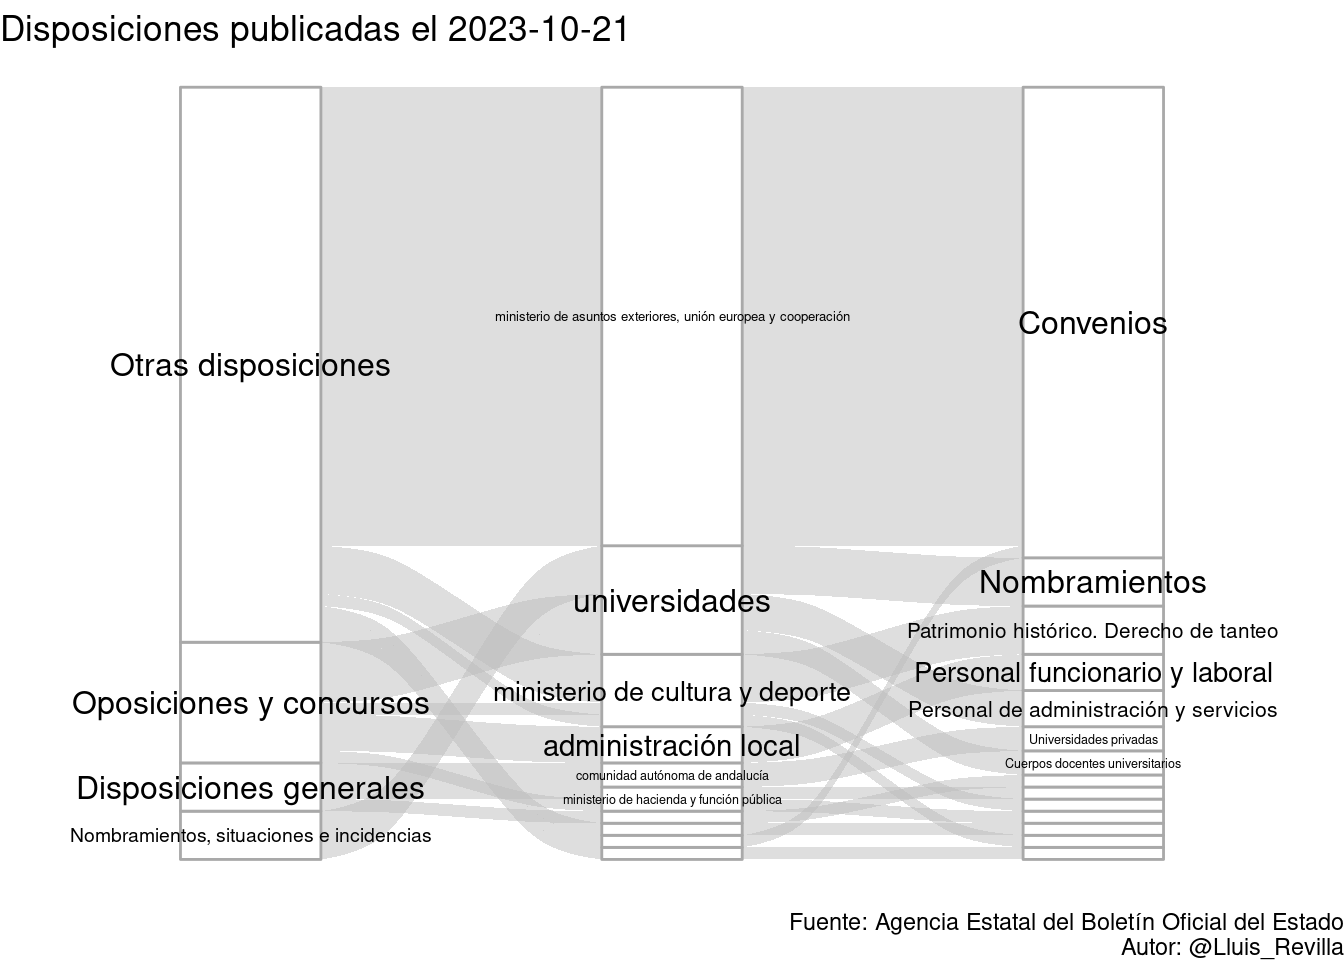 Disposiciones publicadas el 2023-10-21
Otras disposiciones
Oposiciones y concursos
Disposiciones generales
Nombramientos, situaciones e incidencias
ministerio de asuntos exteriores, unión europea y cooperación
universidades
ministerio de cultura y deporte
administración local
comunidad autónoma de andalucía
ministerio de hacienda y función pública
Convenios
Nombramientos
Patrimonio histórico. Derecho de tanteo
Personal funcionario y laboral
Personal de administración y servicios
Universidades privadas
Cuerpos docentes universitarios
Fuente: Agencia Estatal del Boletín Oficial del Estado
Autor: @Lluis_Revilla